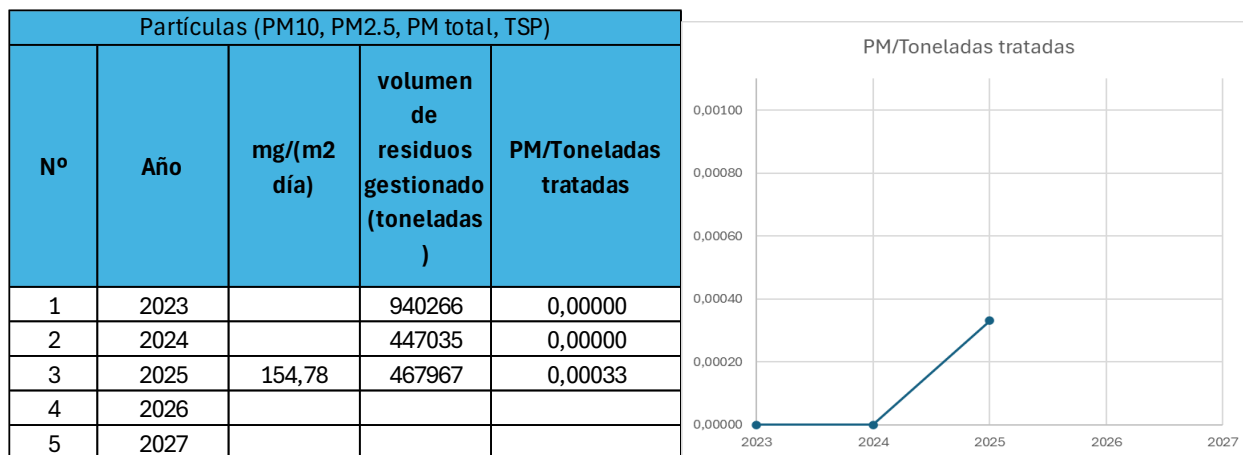 Partículas (PM10, PM2.5, PM total, TSP)
Nº Año mg/(m2 día) volumen de residuos gestionado (toneladas ) PM/Toneladas tratadas
1 2023 940266 0,00000
2 2024 447035 0,00000
3 2025 154,78 467967 0,00033
4 2026
5 2027
PM/Toneladas tratadas
0,00100
0,00080
0,00060
0,00040
0,00020
0,00000
2023 2024 2025 2026 2027